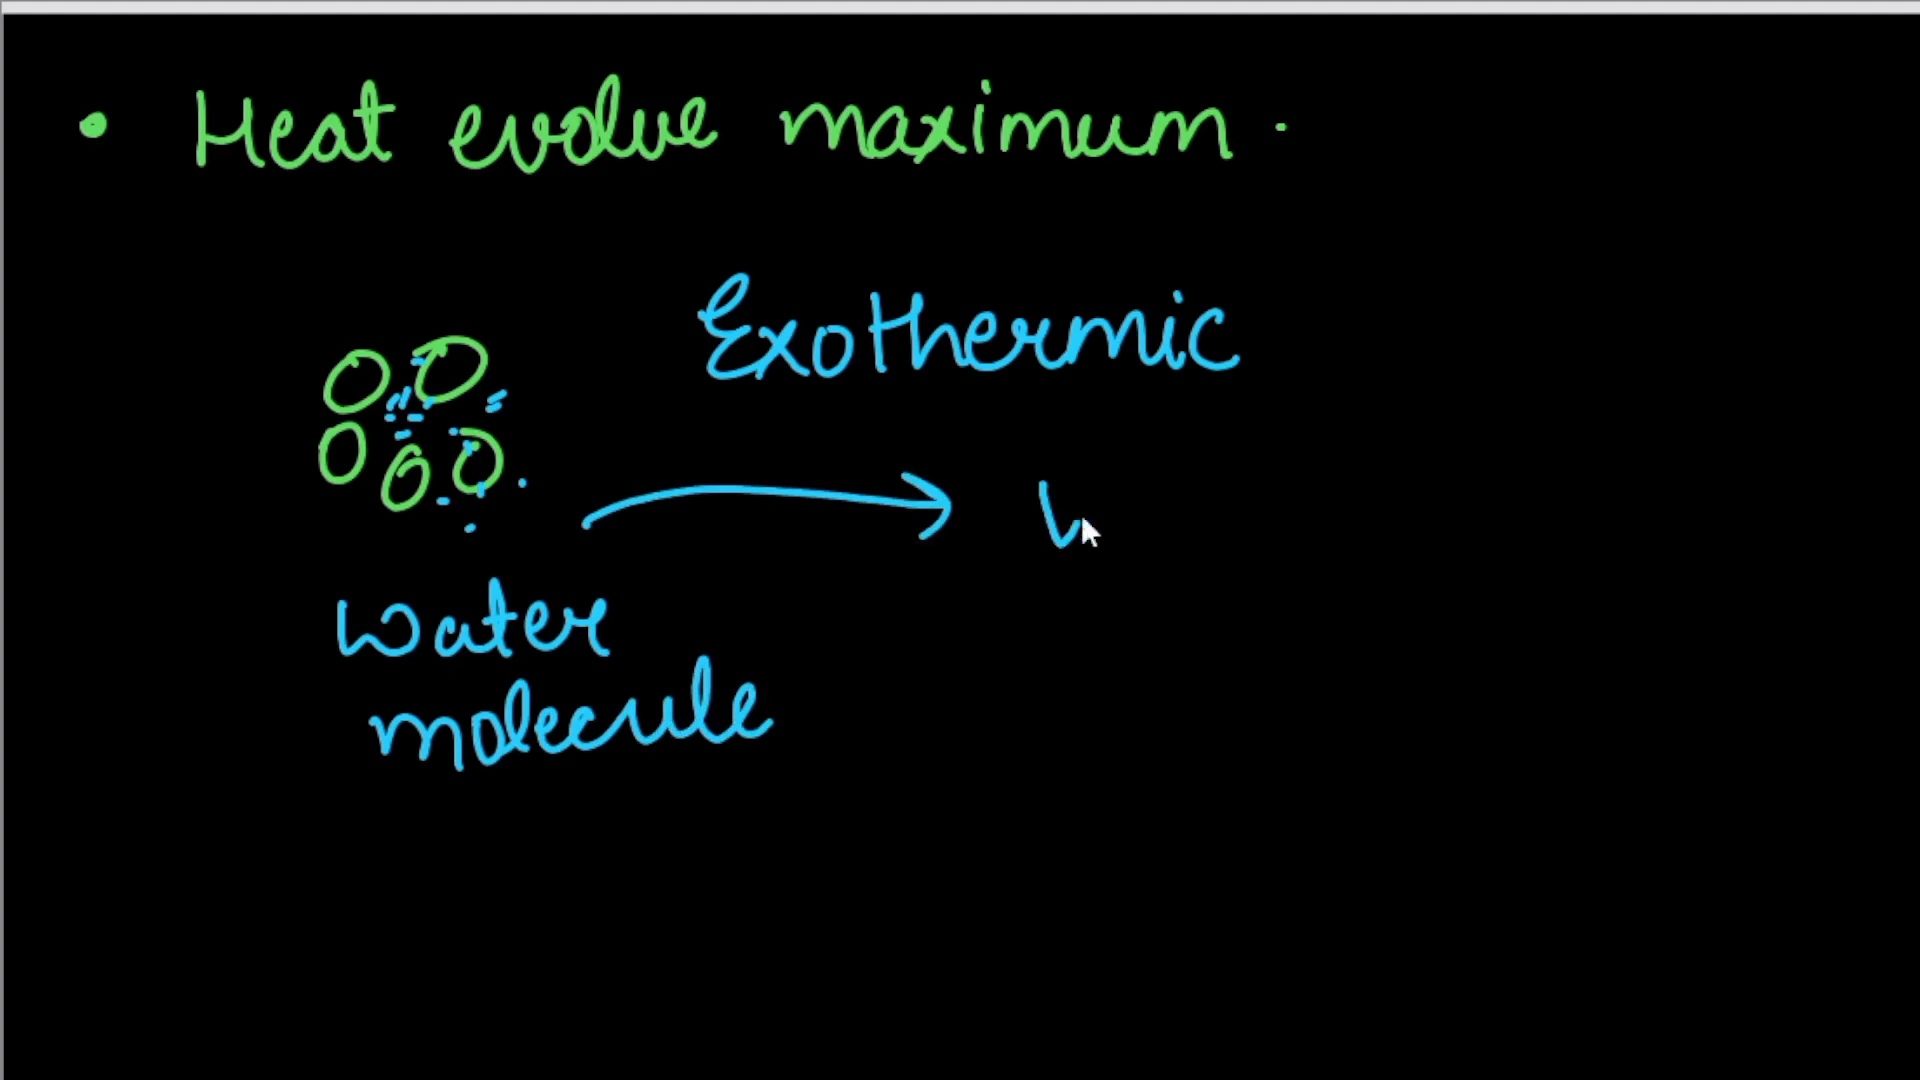 • Heat evolve maximum.
Exothermic
water
molecule